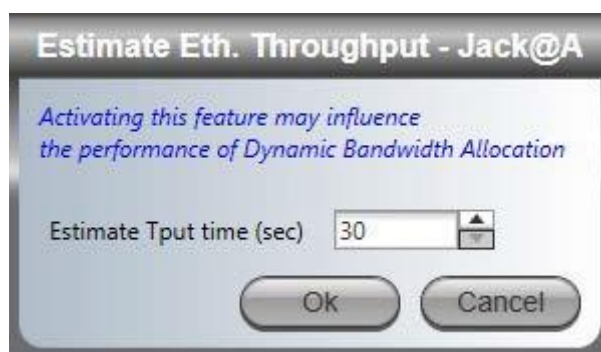 Estimate Eth. Throughput - Jack@A
Activating this feature may influence
the performance of Dynamic Bandwidth Allocation
Estimate Tput time (sec) 30
Ok Cancel